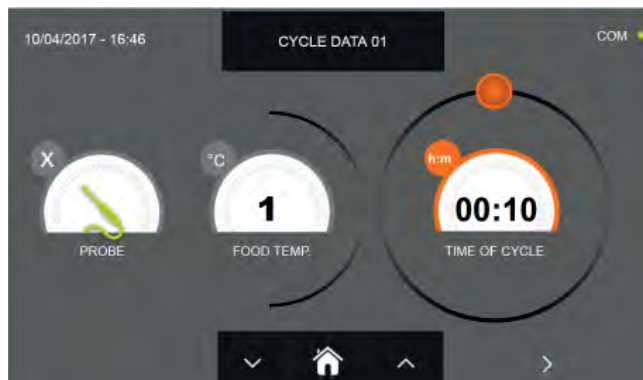 10/04/2017 - 16:46
CYCLE DATA 01
COM
X
°C
h:m
1
00:10
PROBE
FOOD TEMP.
TIME OF CYCLE